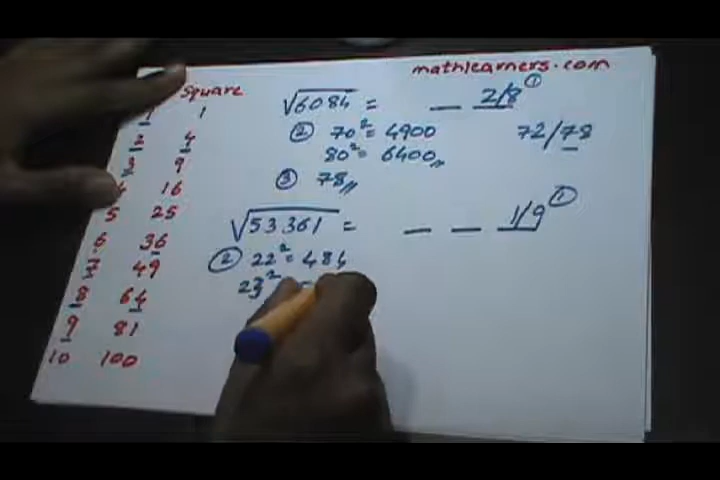 mathlearners.com
Square
1 1
2 4
3 9
4 16
5 25
6 36
7 49
8 64
9 81
10 100
√6084 = _ 2/8 ①
② 70² = 4900 72/78
80² = 6400
③ 78
√53361 = _ _ 1/9 ①
② 22² = 484
23²